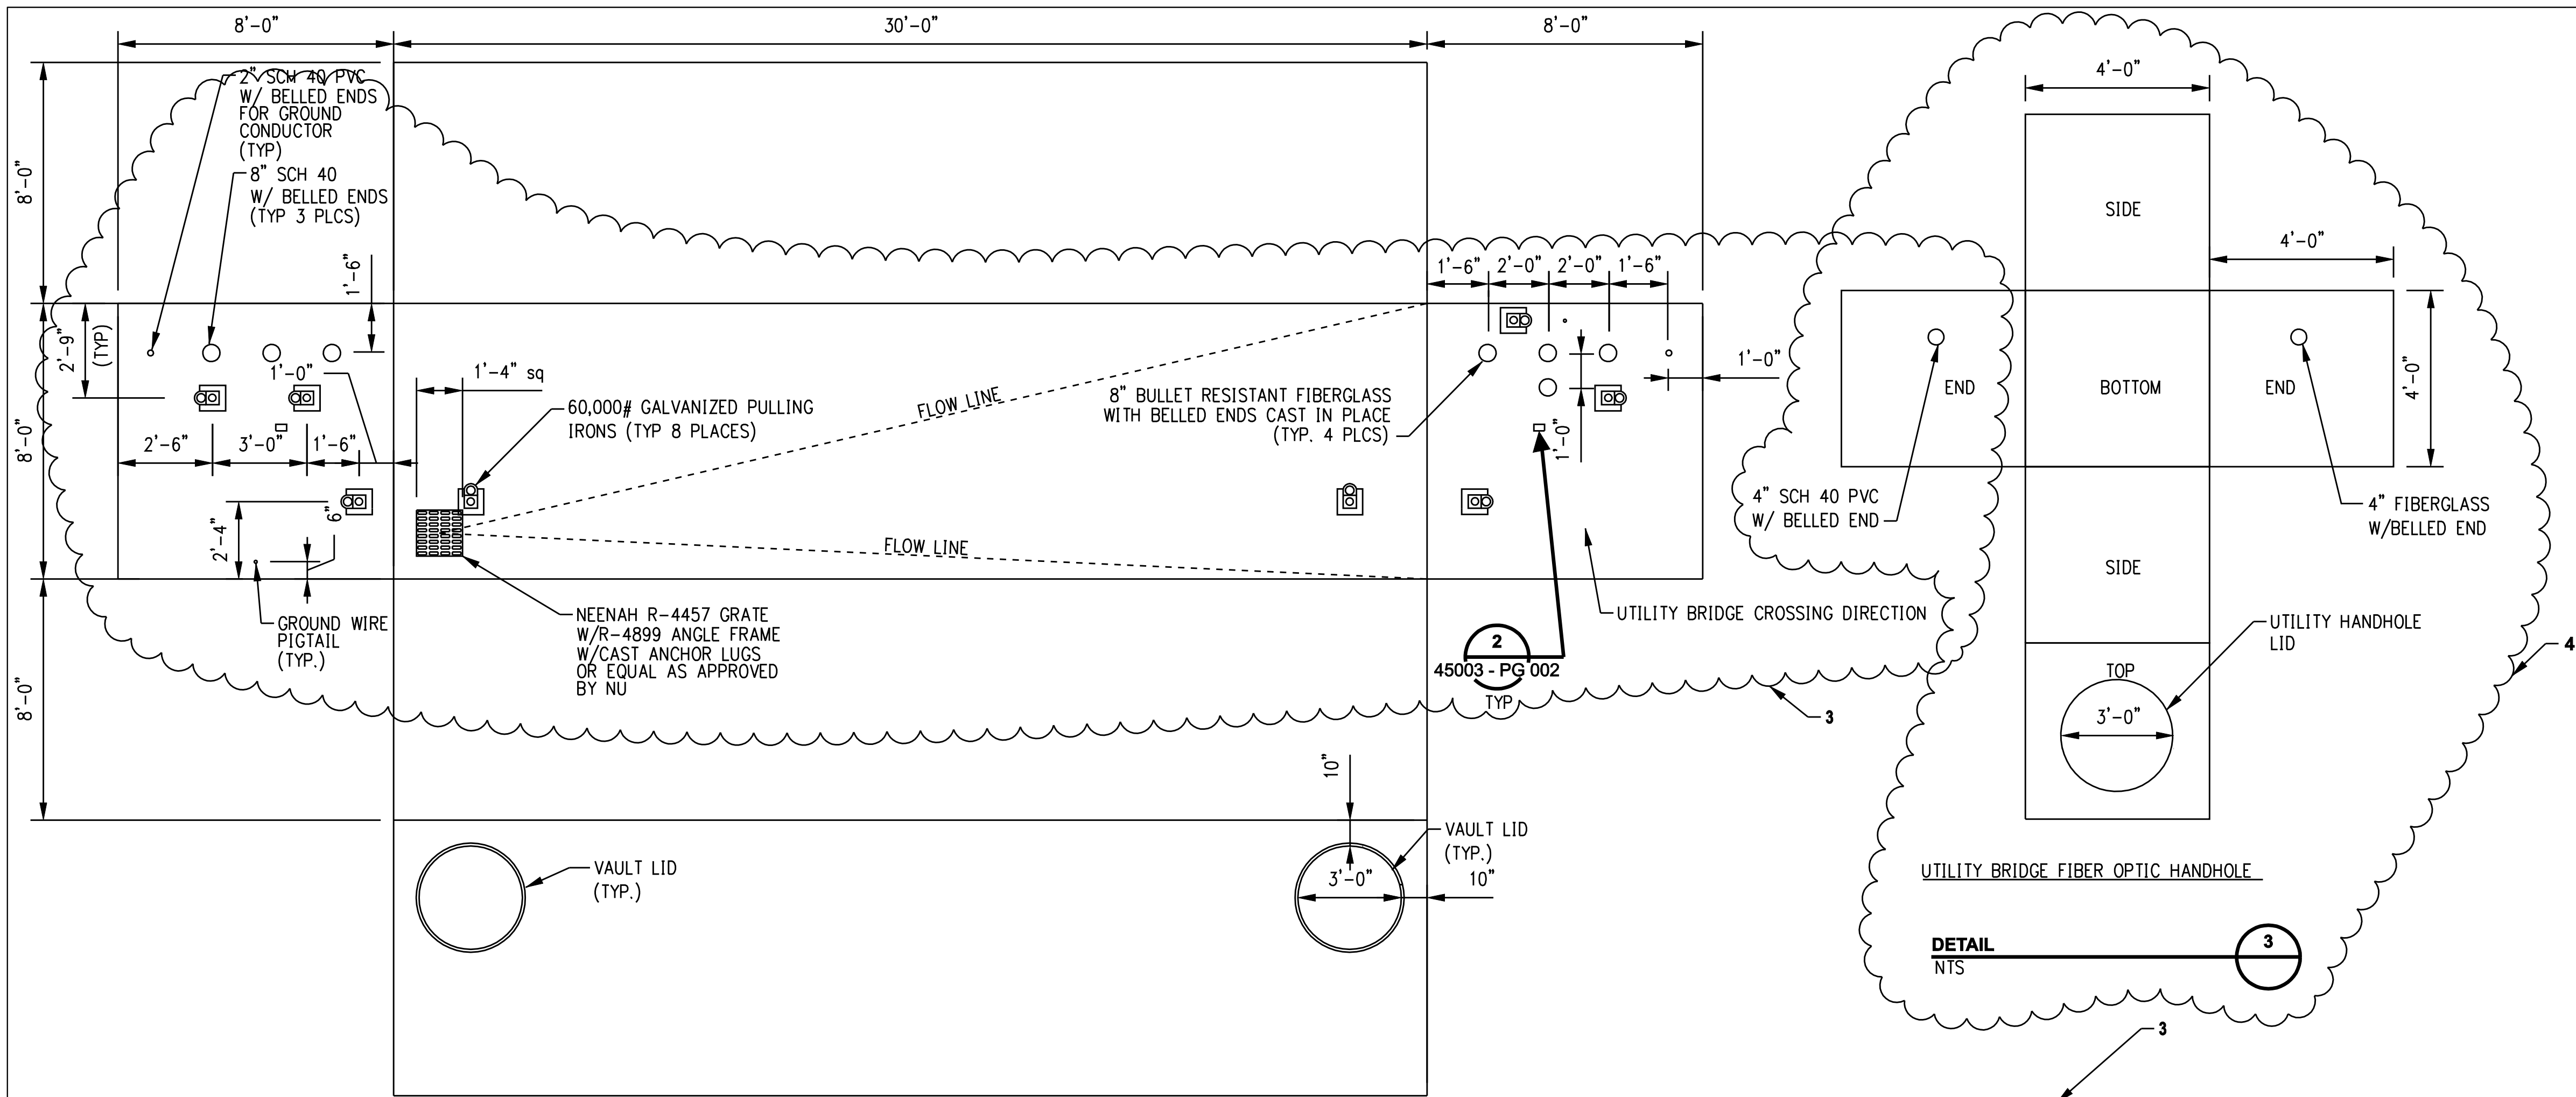 8'-0"
30'-0"
8'-0"
8'-0"
8'-0"
8'-0"
2" SCH 40 PVC
W/ BELLED ENDS
FOR GROUND
CONDUCTOR
(TYP)
8" SCH 40
W/ BELLED ENDS
(TYP 3 PLCS)
1'-6"
2'-9"
(TYP)
1'-0"
2'-6"
3'-0"
1'-6"
2'-4"
6"
GROUND WIRE
PIGTAIL
(TYP.)
1'-4" sq
60,000# GALVANIZED PULLING
IRONS (TYP 8 PLACES)
FLOW LINE
FLOW LINE
NEENAH R-4457 GRATE
W/R-4899 ANGLE FRAME
W/CAST ANCHOR LUGS
OR EQUAL AS APPROVED
BY NU
1'-6"
2'-0"
2'-0"
1'-6"
1'-0"
8" BULLET RESISTANT FIBERGLASS
WITH BELLED ENDS CAST IN PLACE
(TYP. 4 PLCS)
1'-0"
UTILITY BRIDGE CROSSING DIRECTION
2
45003 - PG 002
TYP
3
10"
VAULT LID
(TYP.)
VAULT LID
(TYP.)
3'-0"
10"
4'-0"
SIDE
4'-0"
END
BOTTOM
END
4'-0"
4" SCH 40 PVC
W/ BELLED END
4" FIBERGLASS
W/BELLED END
SIDE
UTILITY HANDHOLE
LID
4
TOP
3'-0"
UTILITY BRIDGE FIBER OPTIC HANDHOLE
DETAIL
3
NTS
3